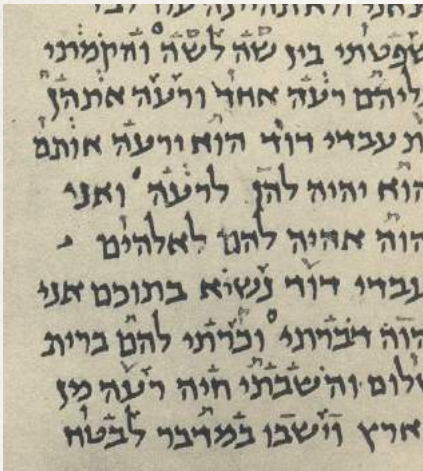 שפטתי בין שה לשה והקמתי
ליהם רעה אחד ורעה אתהן
ת עבדי דוד הוא ירעה אותם
הוא והיה להן לרעה ואני
הוה אהיה להם לאלהים
עבדי דוד נשיא בתוכם אני
הוה דברתי וכרתי להם ברית
שלום והשבתי חיה רעה מן
ארץ וישבו במדבר לבטח